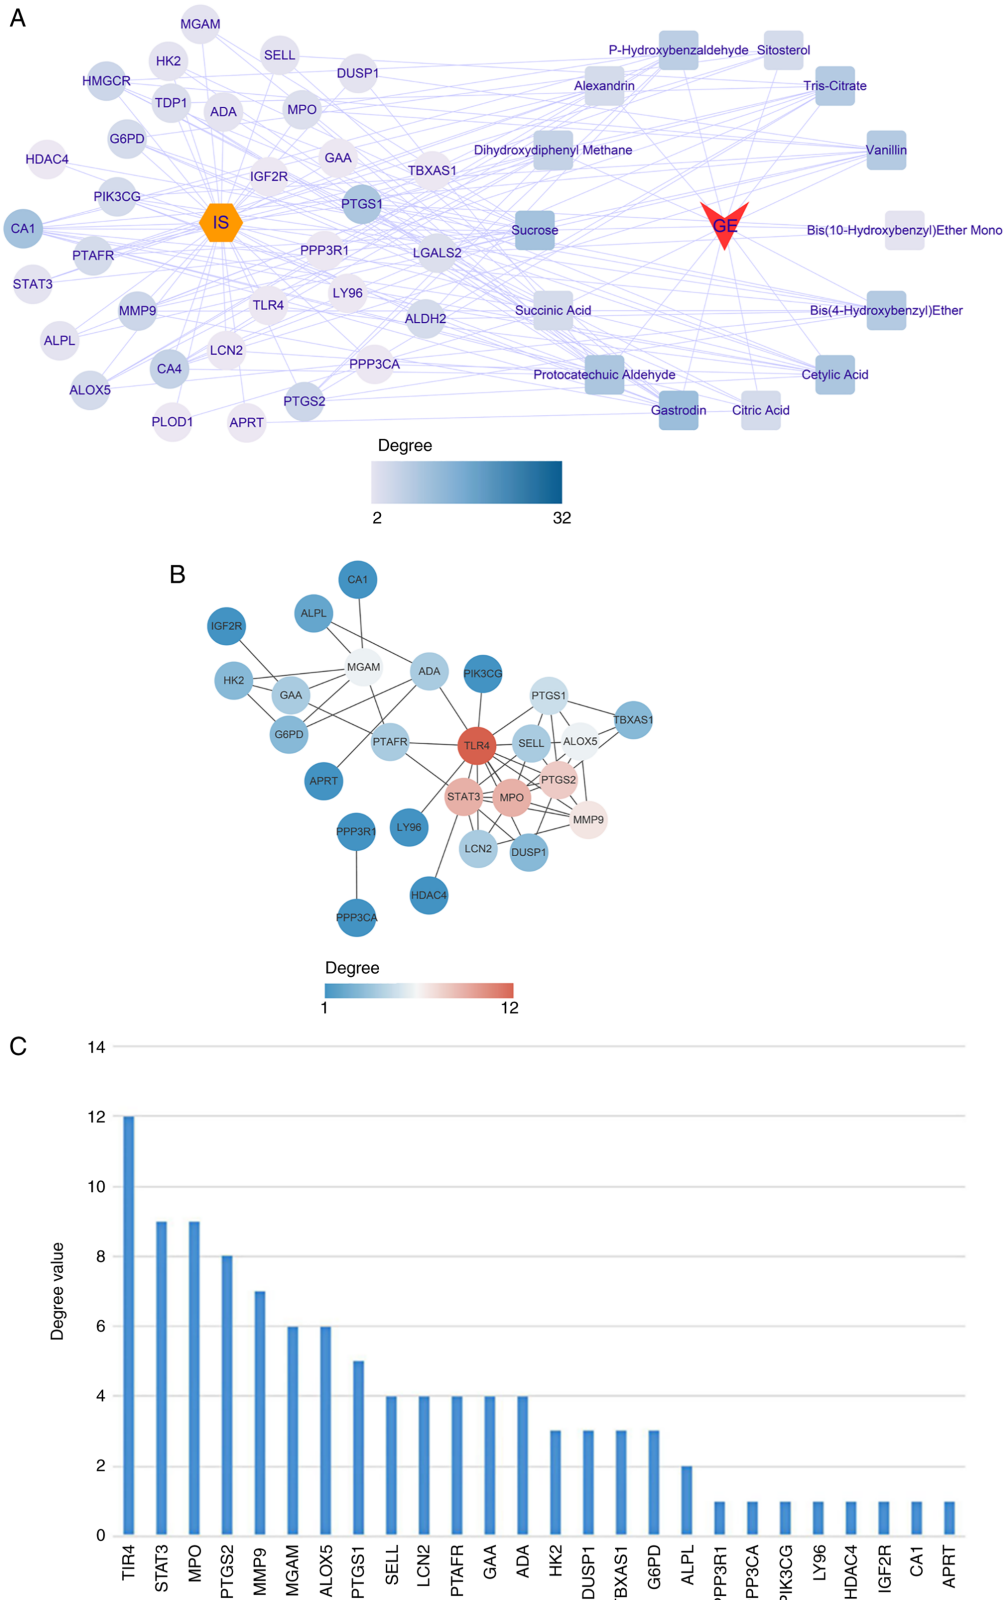 A
MGAM
SELL
HK2
DUSP1
HMGCR
TDP1
ADA
MPO
G6PD
HDAC4
GAA
IGF2R
TBXAS1
PIK3CG
PTGS1
CA1
IS
PTAFR
PPP3R1
LGALS2
STAT3
LY96
MMP9
TLR4
ALDH2
ALPL
LCN2
CA4
PPP3CA
ALOX5
PTGS2
PLOD1
APRT
P-Hydroxybenzaldehyde
Sitosterol
Alexandrin
Tris-Citrate
Dihydroxydiphenyl Methane
Vanillin
Sucrose
GE
Bis(10-Hydroxybenzyl)Ether Mono
Succinic Acid
Bis(4-Hydroxybenzyl)Ether
Protocatechuic Aldehyde
Cetylic Acid
Gastrodin
Citric Acid
Degree
2 32
B
CA1
ALPL
IGF2R
MGAM
ADA
PIK3CG
HK2
GAA
PTGS1
TBXAS1
G6PD
PTAFR
TLR4
SELL
ALOX5
APRT
PTGS2
STAT3
MPO
MMP9
PPP3R1
LY96
LCN2
DUSP1
HDAC4
PPP3CA
Degree
1 12
C
Degree value
14
12
10
8
6
4
2
0
TIR4
STAT3
MPO
PTGS2
MMP9
MGAM
ALOX5
PTGS1
SELL
LCN2
PTAFR
GAA
ADA
HK2
DUSP1
TBXAS1
G6PD
ALPL
PPP3R1
PP3CA
PIK3CG
LY96
HDAC4
IGF2R
CA1
APRT